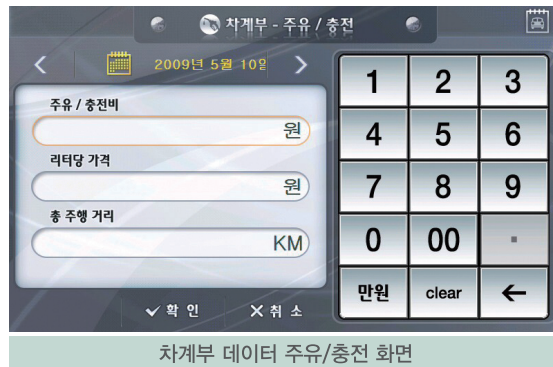 차계부 - 주유 / 충전
2009년 5월 10일
주유 / 충전비
원
리터당 가격
원
총 주행 거리
KM
확 인
취 소
1 2 3
4 5 6
7 8 9
0 00 .
만원 clear ←
차계부 데이터 주유/충전 화면